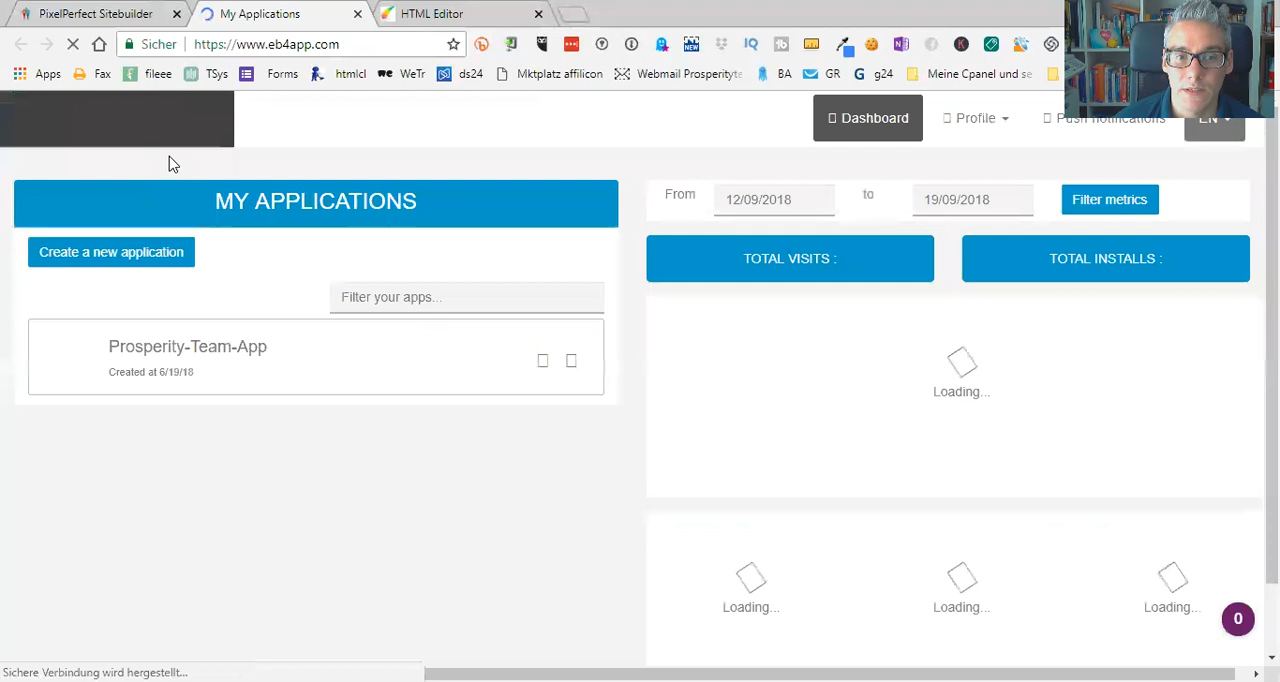 PixelPerfect Sitebuilder
My Applications
HTML Editor
Sicher
https://www.eb4app.com
Apps
Fax
fileee
TSys
Forms
htmlcl
WeTr
ds24
Mktplatz affilicon
Webmail Prosperityte
BA
GR
g24
Meine Cpanel und se
Dashboard
Profile
Push notifications
EN
MY APPLICATIONS
From
12/09/2018
to
19/09/2018
Filter metrics
Create a new application
TOTAL VISITS :
TOTAL INSTALLS :
Filter your apps...
Prosperity-Team-App
Created at 6/19/18
Loading...
Loading...
Loading...
Loading...
0
Sichere Verbindung wird hergestellt...